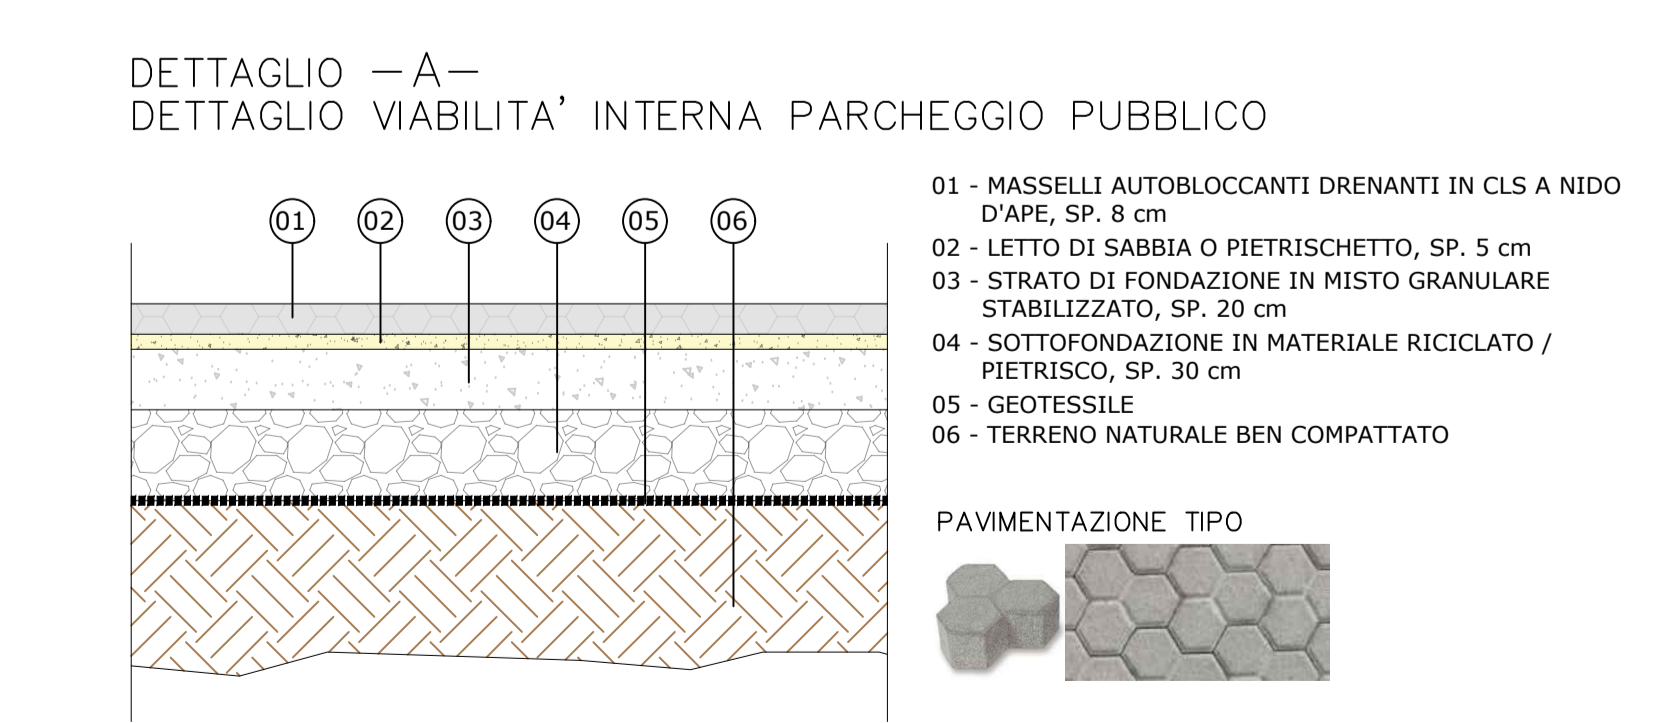 DETTAGLIO -A-
DETTAGLIO VIABILITA' INTERNA PARCHEGGIO PUBBLICO
01 02 03 04 05 06
01 - MASSELLI AUTOBLOCCANTI DRENANTI IN CLS A NIDO
D'APE, SP. 8 cm
02 - LETTO DI SABBIA O PIETRISCHETTO, SP. 5 cm
03 - STRATO DI FONDAZIONE IN MISTO GRANULARE
STABILIZZATO, SP. 20 cm
04 - SOTTOFONDAZIONE IN MATERIALE RICICLATO /
PIETRISCO, SP. 30 cm
05 - GEOTESSILE
06 - TERRENO NATURALE BEN COMPATTATO
PAVIMENTAZIONE TIPO